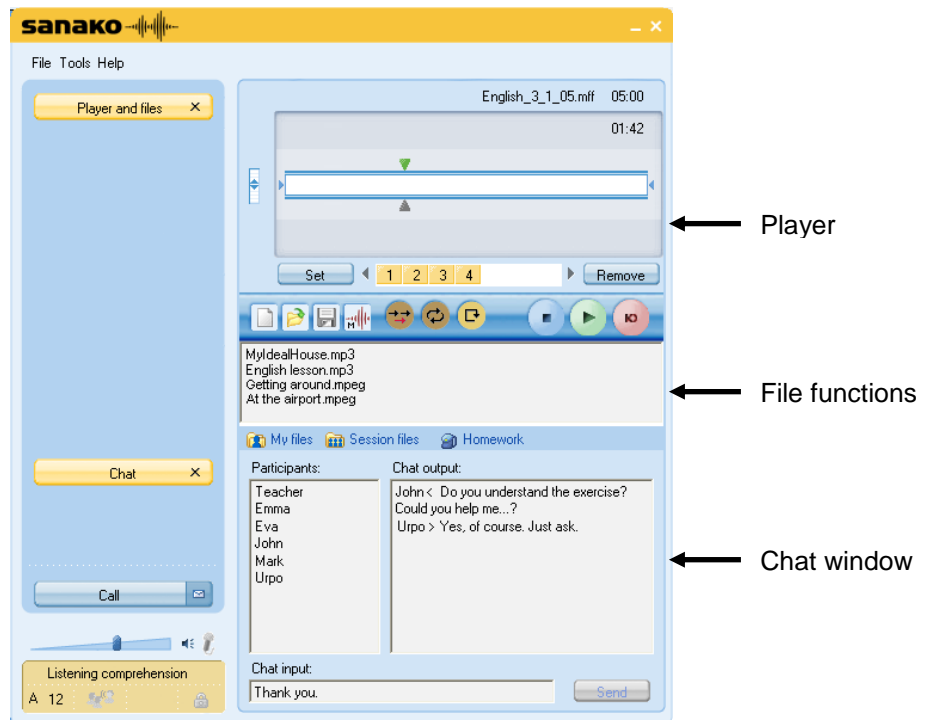 sanako
File Tools Help
Player and files
English_3_1_05.mff 05:00
01:42
Player
Set 1 2 3 4 Remove
M
MyIdealHouse.mp3
English lesson.mp3
Getting around.mpeg
At the airport.mpeg
File functions
My files Session files Homework
Chat
Participants:
Teacher
Emma
Eva
John
Mark
Urpo
Chat output:
John < Do you understand the exercise?
Could you help me...?
Urpo > Yes, of course. Just ask.
Chat window
Call
Listening comprehension
A 12
Chat input:
Thank you.
Send